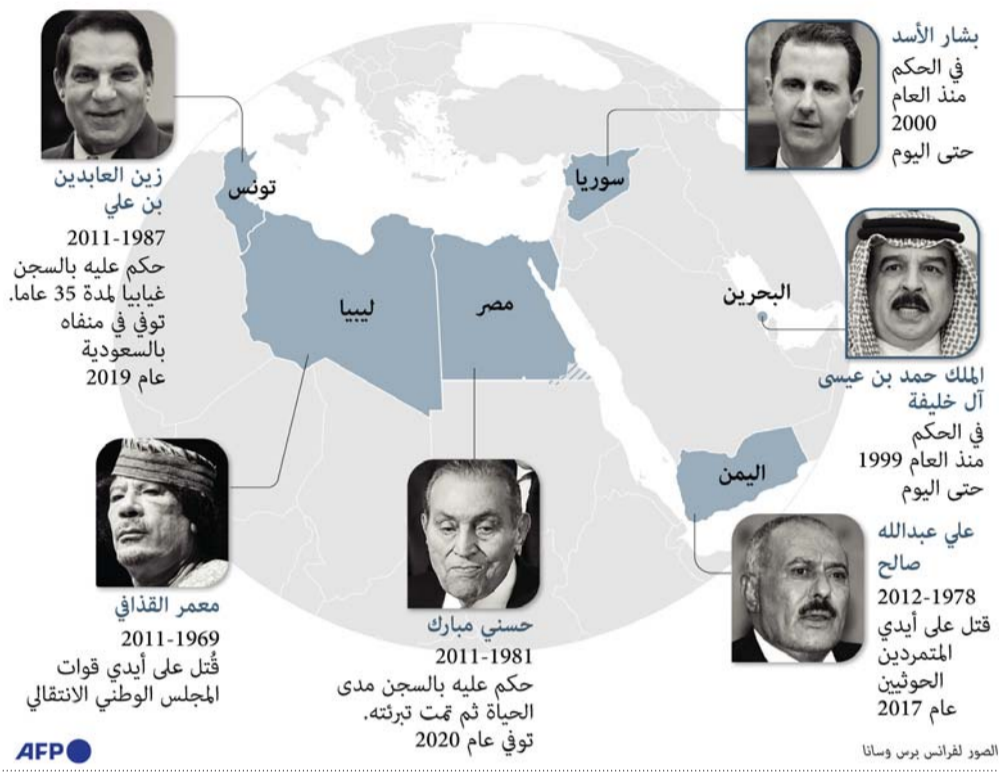 بشار الأسد
في الحكم
منذ العام
2000
حتى اليوم
سوريا
زين العابدين
بن علي
2011-1987
حكم عليه بالسجن
غيابيا لمدة 35 عاما.
توفي في منفاه
بالسعودية
عام 2019
تونس
ليبيا
مصر
البحرين
الملك حمد بن عيسى
آل خليفة
في الحكم
منذ العام 1999
حتى اليوم
اليمن
علي عبدالله
صالح
2012-1978
قتل على أيدي
المتمردين
الحوثيين
عام 2017
حسني مبارك
2011-1981
حكم عليه بالسجن مدى
الحياة ثم تمت تبرئته.
توفي عام 2020
معمر القذافي
2011-1969
قُتل على أيدي قوات
المجلس الوطني الانتقالي
الصور لفرانس برس وسانا
AFP